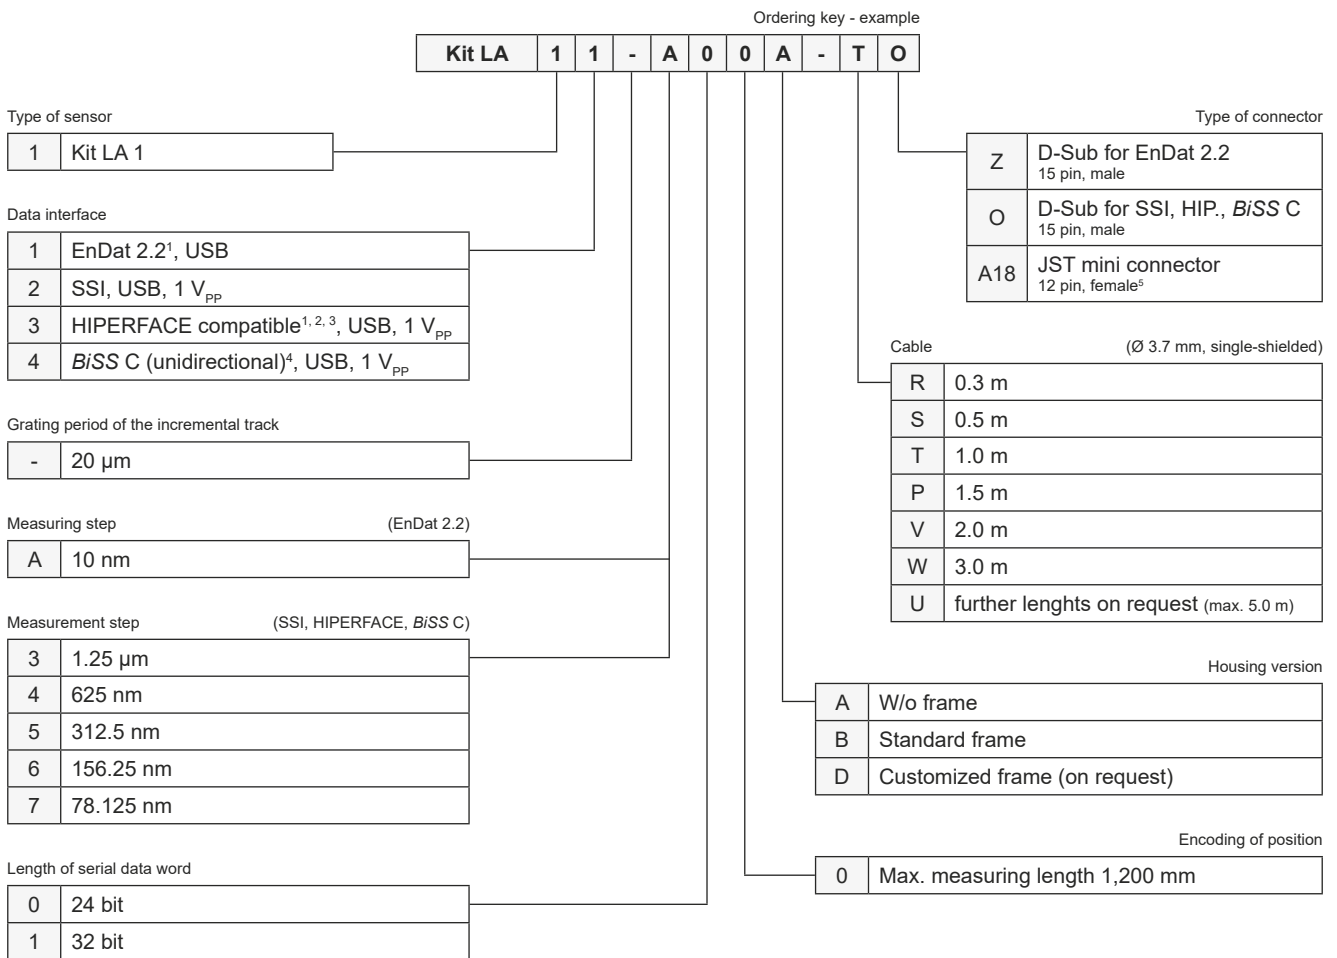 Ordering key - example
Kit LA 1 1 - A 0 0 A - T O
Type of sensor
1 Kit LA 1
Data interface
1 EnDat 2.2¹, USB
2 SSI, USB, 1 Vpp
3 HIPERFACE compatible¹, ², ³, USB, 1 Vpp
4 BiSS C (unidirectional)⁴, USB, 1 Vpp
Grating period of the incremental track
- 20 µm
Measuring step (EnDat 2.2)
A 10 nm
Measurement step (SSI, HIPERFACE, BiSS C)
3 1.25 µm
4 625 nm
5 312.5 nm
6 156.25 nm
7 78.125 nm
Length of serial data word
0 24 bit
1 32 bit
Type of connector
Z D-Sub for EnDat 2.2
15 pin, male
O D-Sub for SSI, HIP., BiSS C
15 pin, male
A18 JST mini connector
12 pin, female⁵
Cable (Ø 3.7 mm, single-shielded)
R 0.3 m
S 0.5 m
T 1.0 m
P 1.5 m
V 2.0 m
W 3.0 m
U further lenghts on request (max. 5.0 m)
Housing version
A W/o frame
B Standard frame
D Customized frame (on request)
Encoding of position
0 Max. measuring length 1,200 mm